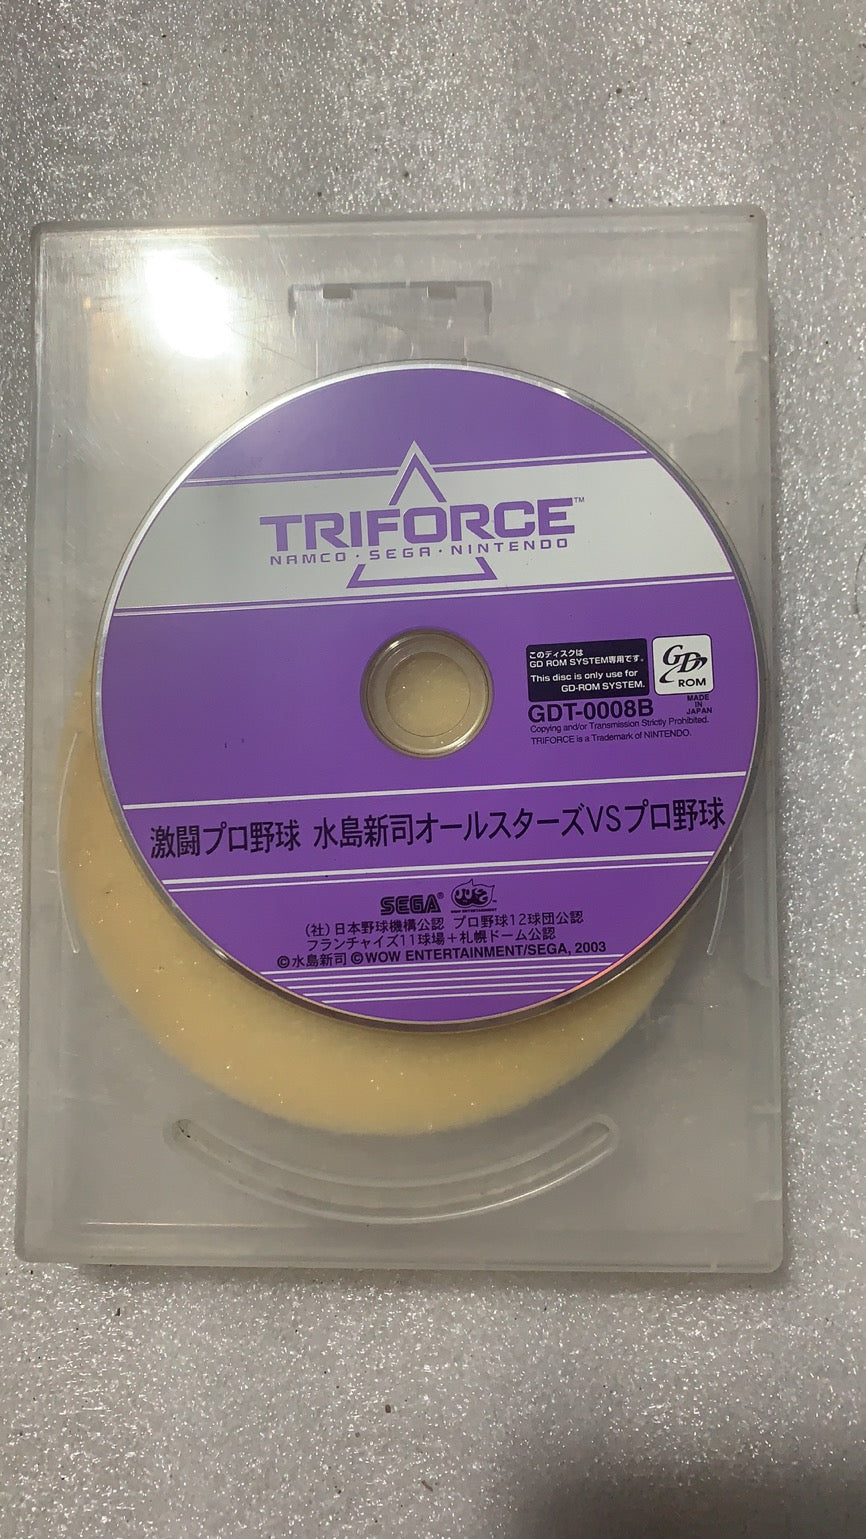 TRIFORCE™
NAMCO · SEGA · NINTENDO
このディスクは
GD ROM SYSTEM専用です。
This disc is only use for
GD-ROM SYSTEM.
GD
ROM
GDT-0008B
MADE
IN
JAPAN
Copying and/or Transmission Strictly Prohibited.
TRIFORCE is a Trademark of NINTENDO.
激闘プロ野球 水島新司オールスターズVSプロ野球
SEGA®
WOW ENTERTAINMENT
(社)日本野球機構公認 プロ野球12球団公認
フランチャイズ11球場+札幌ドーム公認
©水島新司 ©WOW ENTERTAINMENT/SEGA, 2003